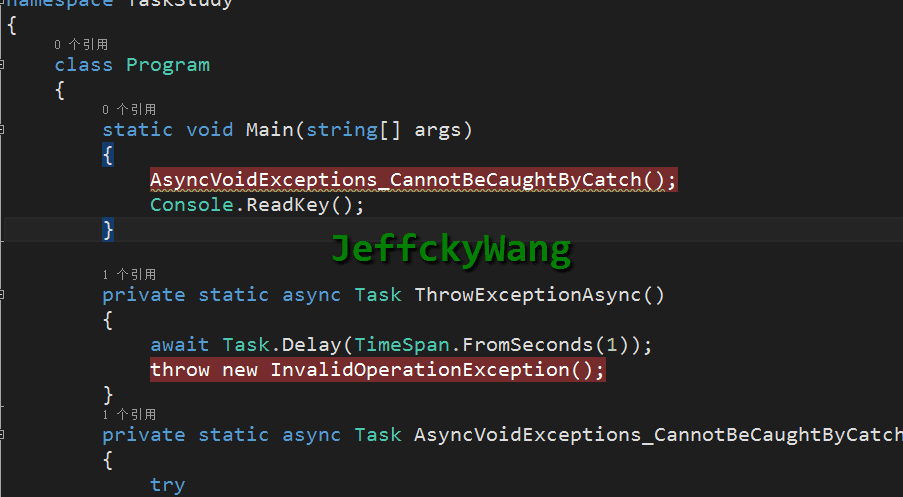 namespace TaskStudy
{
0 个引用
class Program
{
0 个引用
static void Main(string[] args)
{
AsyncVoidExceptions_CannotBeCaughtByCatch();
Console.ReadKey();
}
JeffckyWang
1 个引用
private static async Task ThrowExceptionAsync()
{
await Task.Delay(TimeSpan.FromSeconds(1));
throw new InvalidOperationException();
}
1 个引用
private static async Task AsyncVoidExceptions_CannotBeCaughtByCatch
{
try